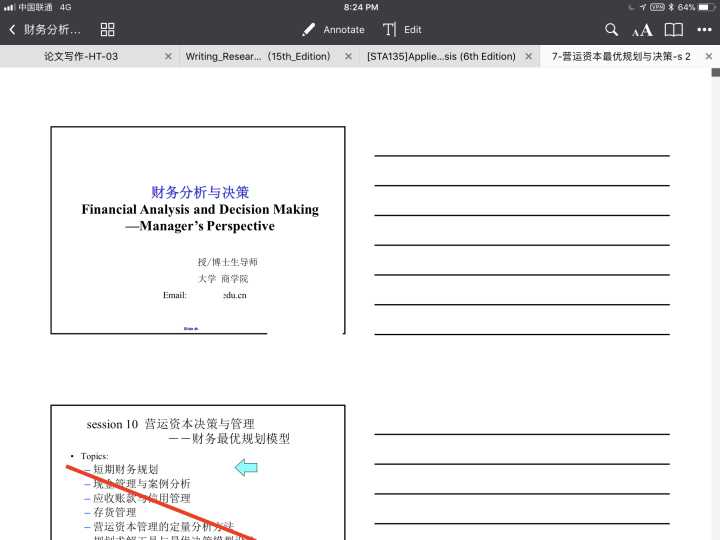 中国联通 4G
8:24 PM
VPN
64%
财务分析…
Annotate
Edit
AA
论文写作-HT-03
Writing_Resear…（15th_Edition）
[STA135]Applie…sis (6th Edition)
7-营运资本最优规划与决策-s 2
财务分析与决策
Financial Analysis and Decision Making
—Manager's Perspective
授/博士生导师
大学 商学院
Email: edu.cn
session 10 营运资本决策与管理
－－财务最优规划模型
• Topics:
– 短期财务规划
– 现金管理与案例分析
– 应收账款与信用管理
– 存货管理
– 营运资本管理的定量分析方法